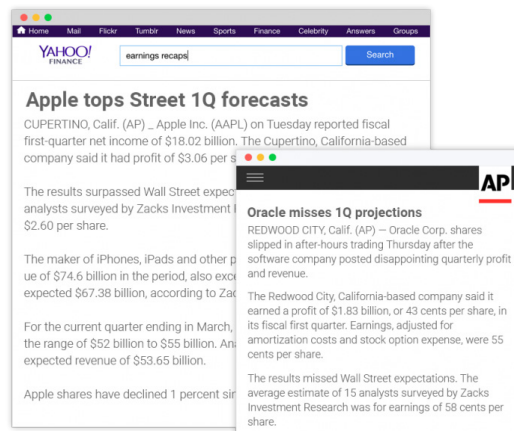 Home Mail Flickr Tumblr News Sports Finance Celebrity Answers Groups
YAHOO!
FINANCE
earnings recaps
Search
Apple tops Street 1Q forecasts
CUPERTINO, Calif. (AP) _ Apple Inc. (AAPL) on Tuesday reported fiscal
first-quarter net income of $18.02 billion. The Cupertino, California-based
company said it had profit of $3.06 per s
The results surpassed Wall Street expec
analysts surveyed by Zacks Investment
$2.60 per share.
The maker of iPhones, iPads and other p
ue of $74.6 billion in the period, also exce
expected $67.38 billion, according to Zac
For the current quarter ending in March,
the range of $52 billion to $55 billion. Ana
expected revenue of $53.65 billion.
Apple shares have declined 1 percent sin
AP
Oracle misses 1Q projections
REDWOOD CITY, Calif. (AP) — Oracle Corp. shares
slipped in after-hours trading Thursday after the
software company posted disappointing quarterly profit
and revenue.
The Redwood City, California-based company said it
earned a profit of $1.83 billion, or 43 cents per share, in
its fiscal first quarter. Earnings, adjusted for
amortization costs and stock option expense, were 55
cents per share.
The results missed Wall Street expectations. The
average estimate of 15 analysts surveyed by Zacks
Investment Research was for earnings of 58 cents per
share.